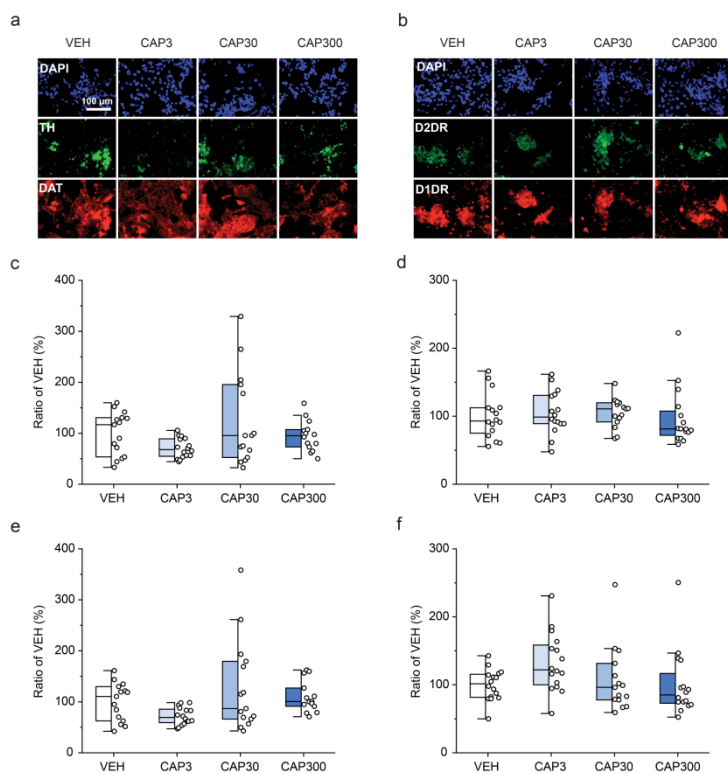 a
VEH CAP3 CAP30 CAP300
DAPI
100 µm
TH
DAT
b
VEH CAP3 CAP30 CAP300
DAPI
D2DR
D1DR
c
Ratio of VEH (%)
400
300
200
100
0
VEH CAP3 CAP30 CAP300
d
Ratio of VEH (%)
300
200
100
0
VEH CAP3 CAP30 CAP300
e
Ratio of VEH (%)
400
300
200
100
0
VEH CAP3 CAP30 CAP300
f
Ratio of VEH (%)
300
200
100
0
VEH CAP3 CAP30 CAP300